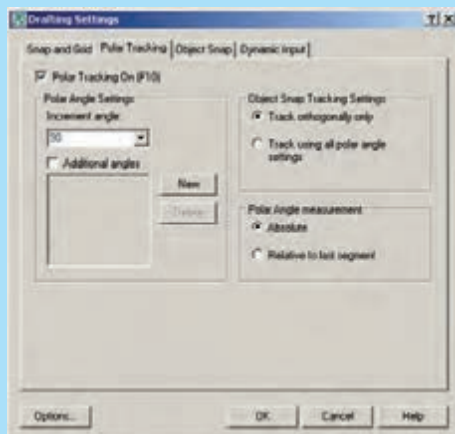 Drafting Settings
Snap and Grid
Polar Tracking
Object Snap
Dynamic Input
Polar Tracking On (F10)
Polar Angle Settings
Increment angle:
Additional angles
New
Delete
Object Snap Tracking Settings
Track orthogonally only
Track using all polar angle
settings
Polar Angle measurement
Absolute
Relative to last segment
Options...
OK
Cancel
Help